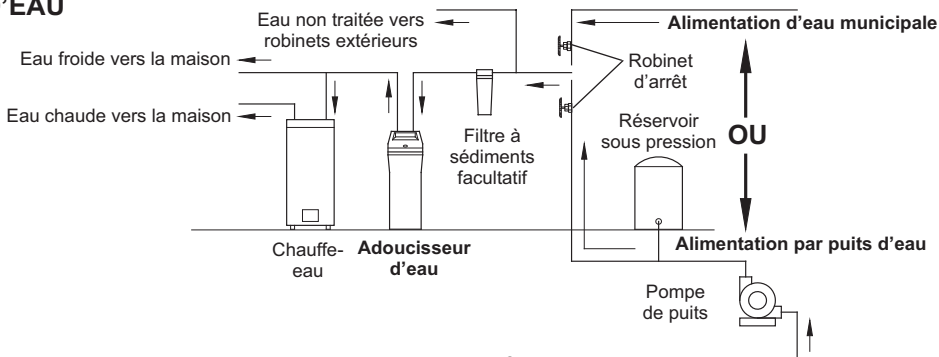 'EAU
Eau non traitée vers
robinets extérieurs
Alimentation d'eau municipale
Eau froide vers la maison
Robinet
d'arrêt
Eau chaude vers la maison
Filtre à
sédiments
facultatif
Réservoir
sous pression
OU
Chauffe-
eau
Adoucisseur
d'eau
Alimentation par puits d'eau
Pompe
de puits